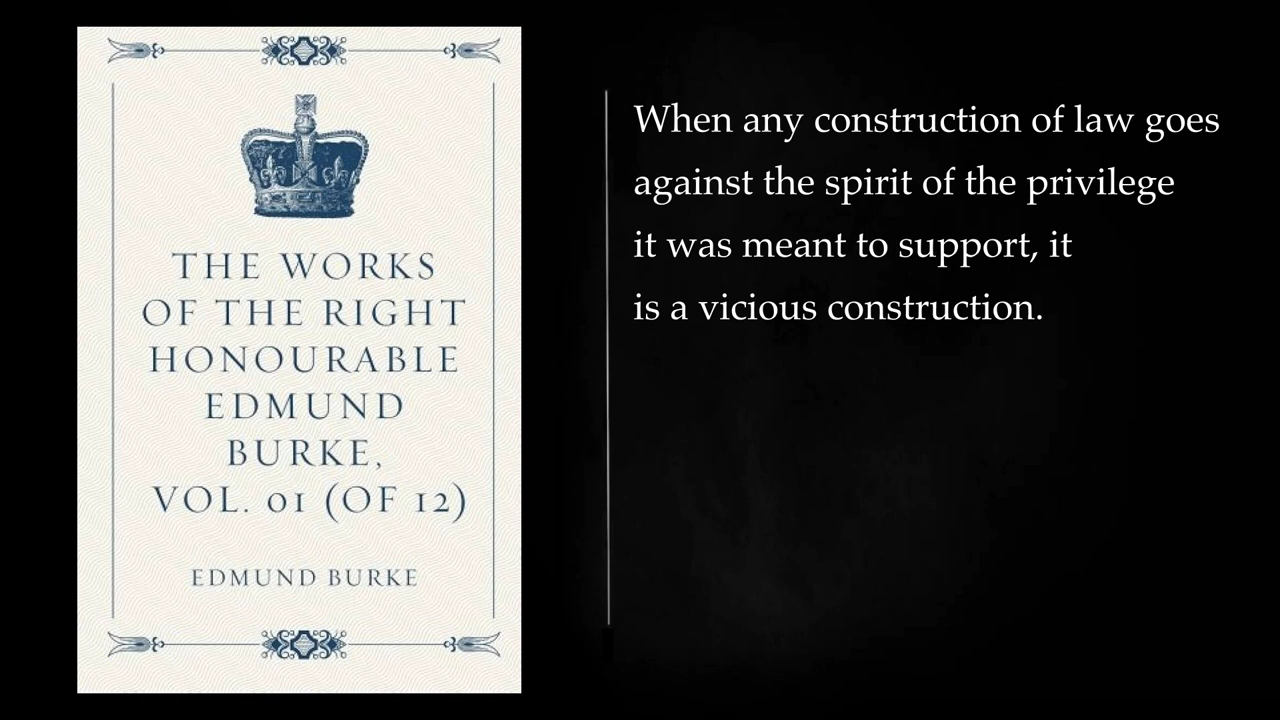 THE WORKS
OF THE RIGHT
HONOURABLE
EDMUND
BURKE,
VOL. 01 (OF 12)
EDMUND BURKE
When any construction of law goes
against the spirit of the privilege
it was meant to support, it
is a vicious construction.